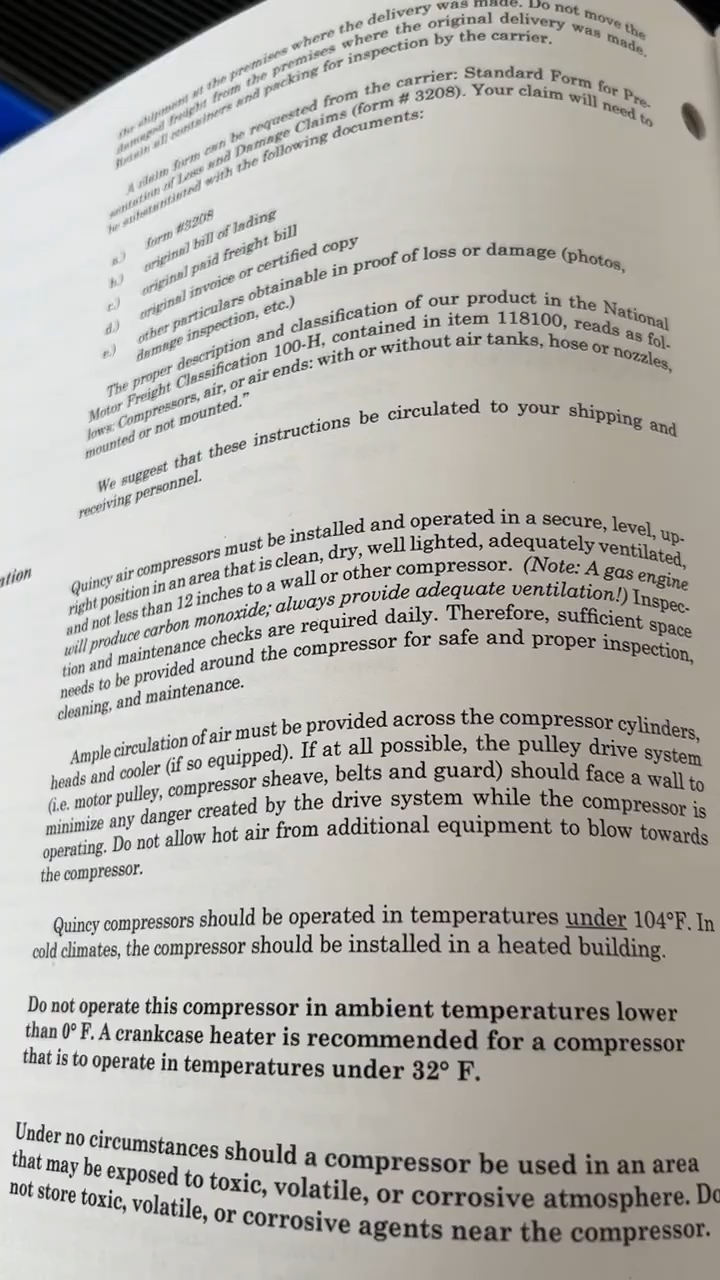 the shipment at the premises where the delivery was made. Do not move the
damaged freight from the premises where the original delivery was made.
Retain all containers and packing for inspection by the carrier.
A claim form can be requested from the carrier: Standard Form for Pre-
sentation of Loss and Damage Claims (form # 3208). Your claim will need to
be substantiated with the following documents:
a.) form #3208
b.) original bill of lading
c.) original paid freight bill
d.) original invoice or certified copy
e.) other particulars obtainable in proof of loss or damage (photos,
damage inspection, etc.)
The proper description and classification of our product in the National
Motor Freight Classification 100-H, contained in item 118100, reads as fol-
lows: Compressors, air, or air ends: with or without air tanks, hose or nozzles,
mounted or not mounted.”
We suggest that these instructions be circulated to your shipping and
receiving personnel.
ation
Quincy air compressors must be installed and operated in a secure, level, up-
right position in an area that is clean, dry, well lighted, adequately ventilated,
and not less than 12 inches to a wall or other compressor. (Note: A gas engine
will produce carbon monoxide; always provide adequate ventilation!) Inspec-
tion and maintenance checks are required daily. Therefore, sufficient space
needs to be provided around the compressor for safe and proper inspection,
cleaning, and maintenance.
Ample circulation of air must be provided across the compressor cylinders,
heads and cooler (if so equipped). If at all possible, the pulley drive system
(i.e. motor pulley, compressor sheave, belts and guard) should face a wall to
minimize any danger created by the drive system while the compressor is
operating. Do not allow hot air from additional equipment to blow towards
the compressor.
Quincy compressors should be operated in temperatures under 104°F. In
cold climates, the compressor should be installed in a heated building.
Do not operate this compressor in ambient temperatures lower
than 0° F. A crankcase heater is recommended for a compressor
that is to operate in temperatures under 32° F.
Under no circumstances should a compressor be used in an area
that may be exposed to toxic, volatile, or corrosive atmosphere. Do
not store toxic, volatile, or corrosive agents near the compressor.